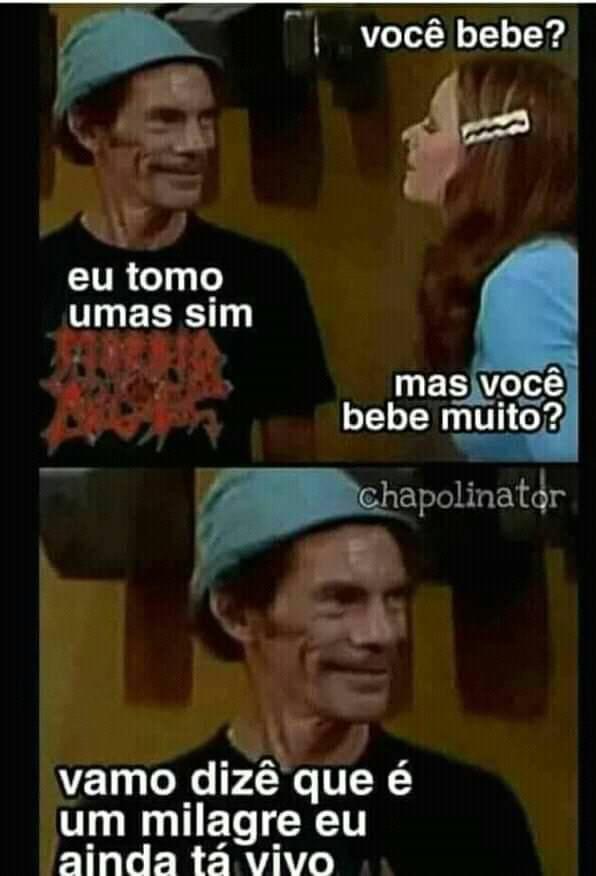 você bebe?
eu tomo
umas sim
mas você
bebe muito?
chapolinator
vamo dizê que é
um milagre eu
ainda tá vivo